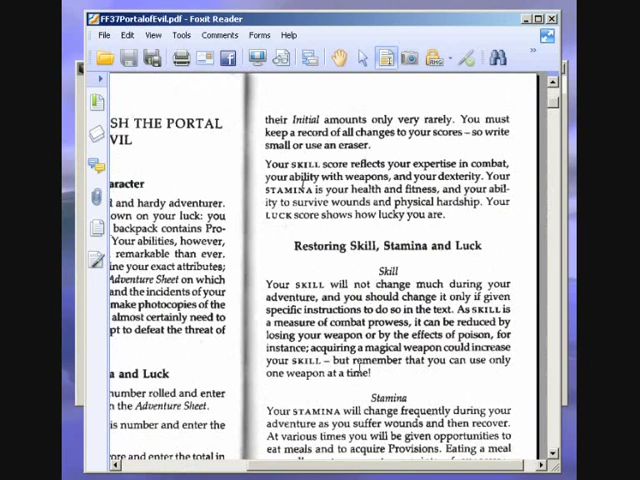 FF37PortalofEvil.pdf - Foxit Reader
File Edit View Tools Comments Forms Help
SH THE PORTAL
VIL
aracter
l and hardy adventurer.
own on your luck: you
backpack contains Pro-
Your abilities, however,
remarkable than ever.
ine your exact attributes;
Adventure Sheet on which
and the incidents of your
make photocopies of the
almost certainly need to
pt to defeat the threat of
a and Luck
number rolled and enter
n the Adventure Sheet.
is number and enter the
ore and enter the total in
their Initial amounts only very rarely. You must
keep a record of all changes to your scores – so write
small or use an eraser.
Your SKILL score reflects your expertise in combat,
your ability with weapons, and your dexterity. Your
STAMINA is your health and fitness, and your abil-
ity to survive wounds and physical hardship. Your
LUCK score shows how lucky you are.
Restoring Skill, Stamina and Luck
Skill
Your SKILL will not change much during your
adventure, and you should change it only if given
specific instructions to do so in the text. As SKILL is
a measure of combat prowess, it can be reduced by
losing your weapon or by the effects of poison, for
instance; acquiring a magical weapon could increase
your SKILL – but remember that you can use only
one weapon at a time!
Stamina
Your STAMINA will change frequently during your
adventure as you suffer wounds and then recover.
At various times you will be given opportunities to
eat meals and to acquire Provisions. Eating a meal